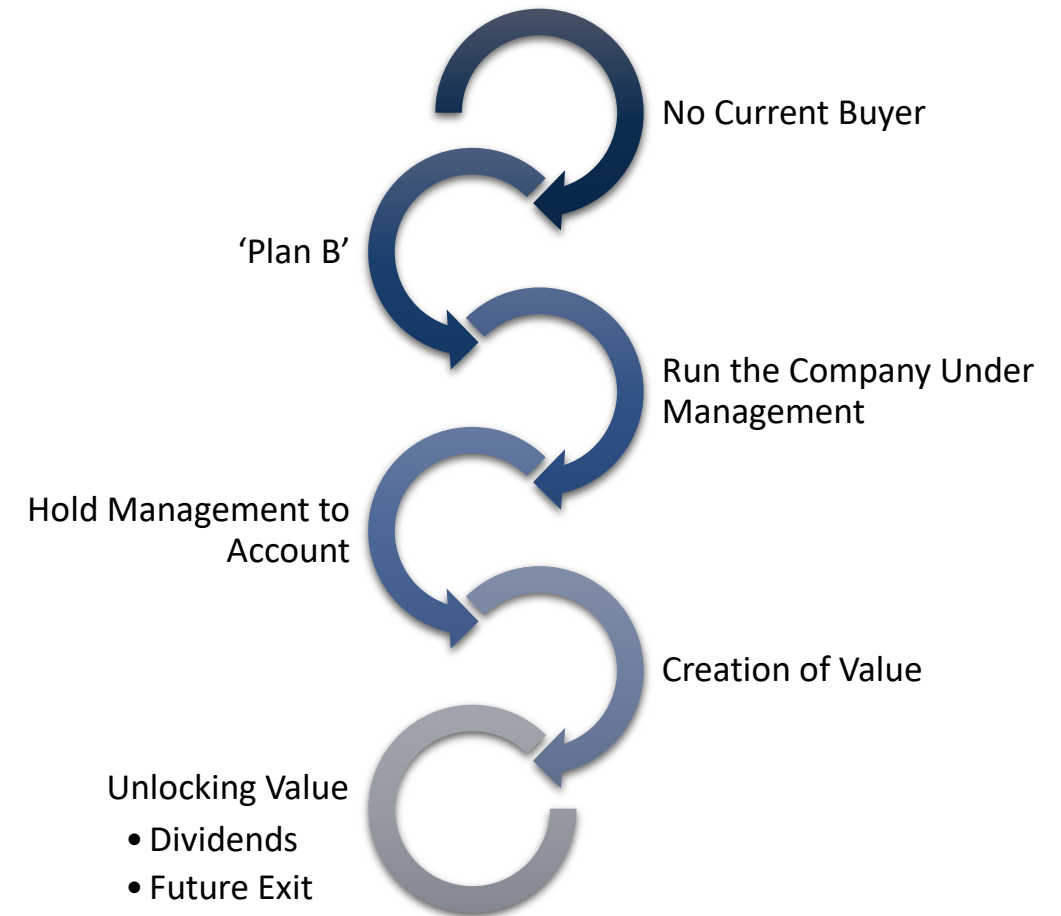 No Current Buyer
‘Plan B’
Run the Company Under
Management
Hold Management to
Account
Creation of Value
Unlocking Value
• Dividends
• Future Exit